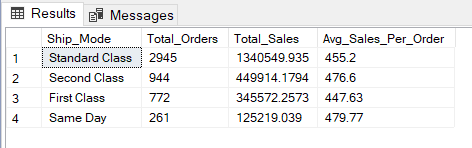 Results Messages
Ship_Mode Total_Orders Total_Sales Avg_Sales_Per_Order
1 Standard Class 2945 1340549.935 455.2
2 Second Class 944 449914.1794 476.6
3 First Class 772 345572.2573 447.63
4 Same Day 261 125219.039 479.77